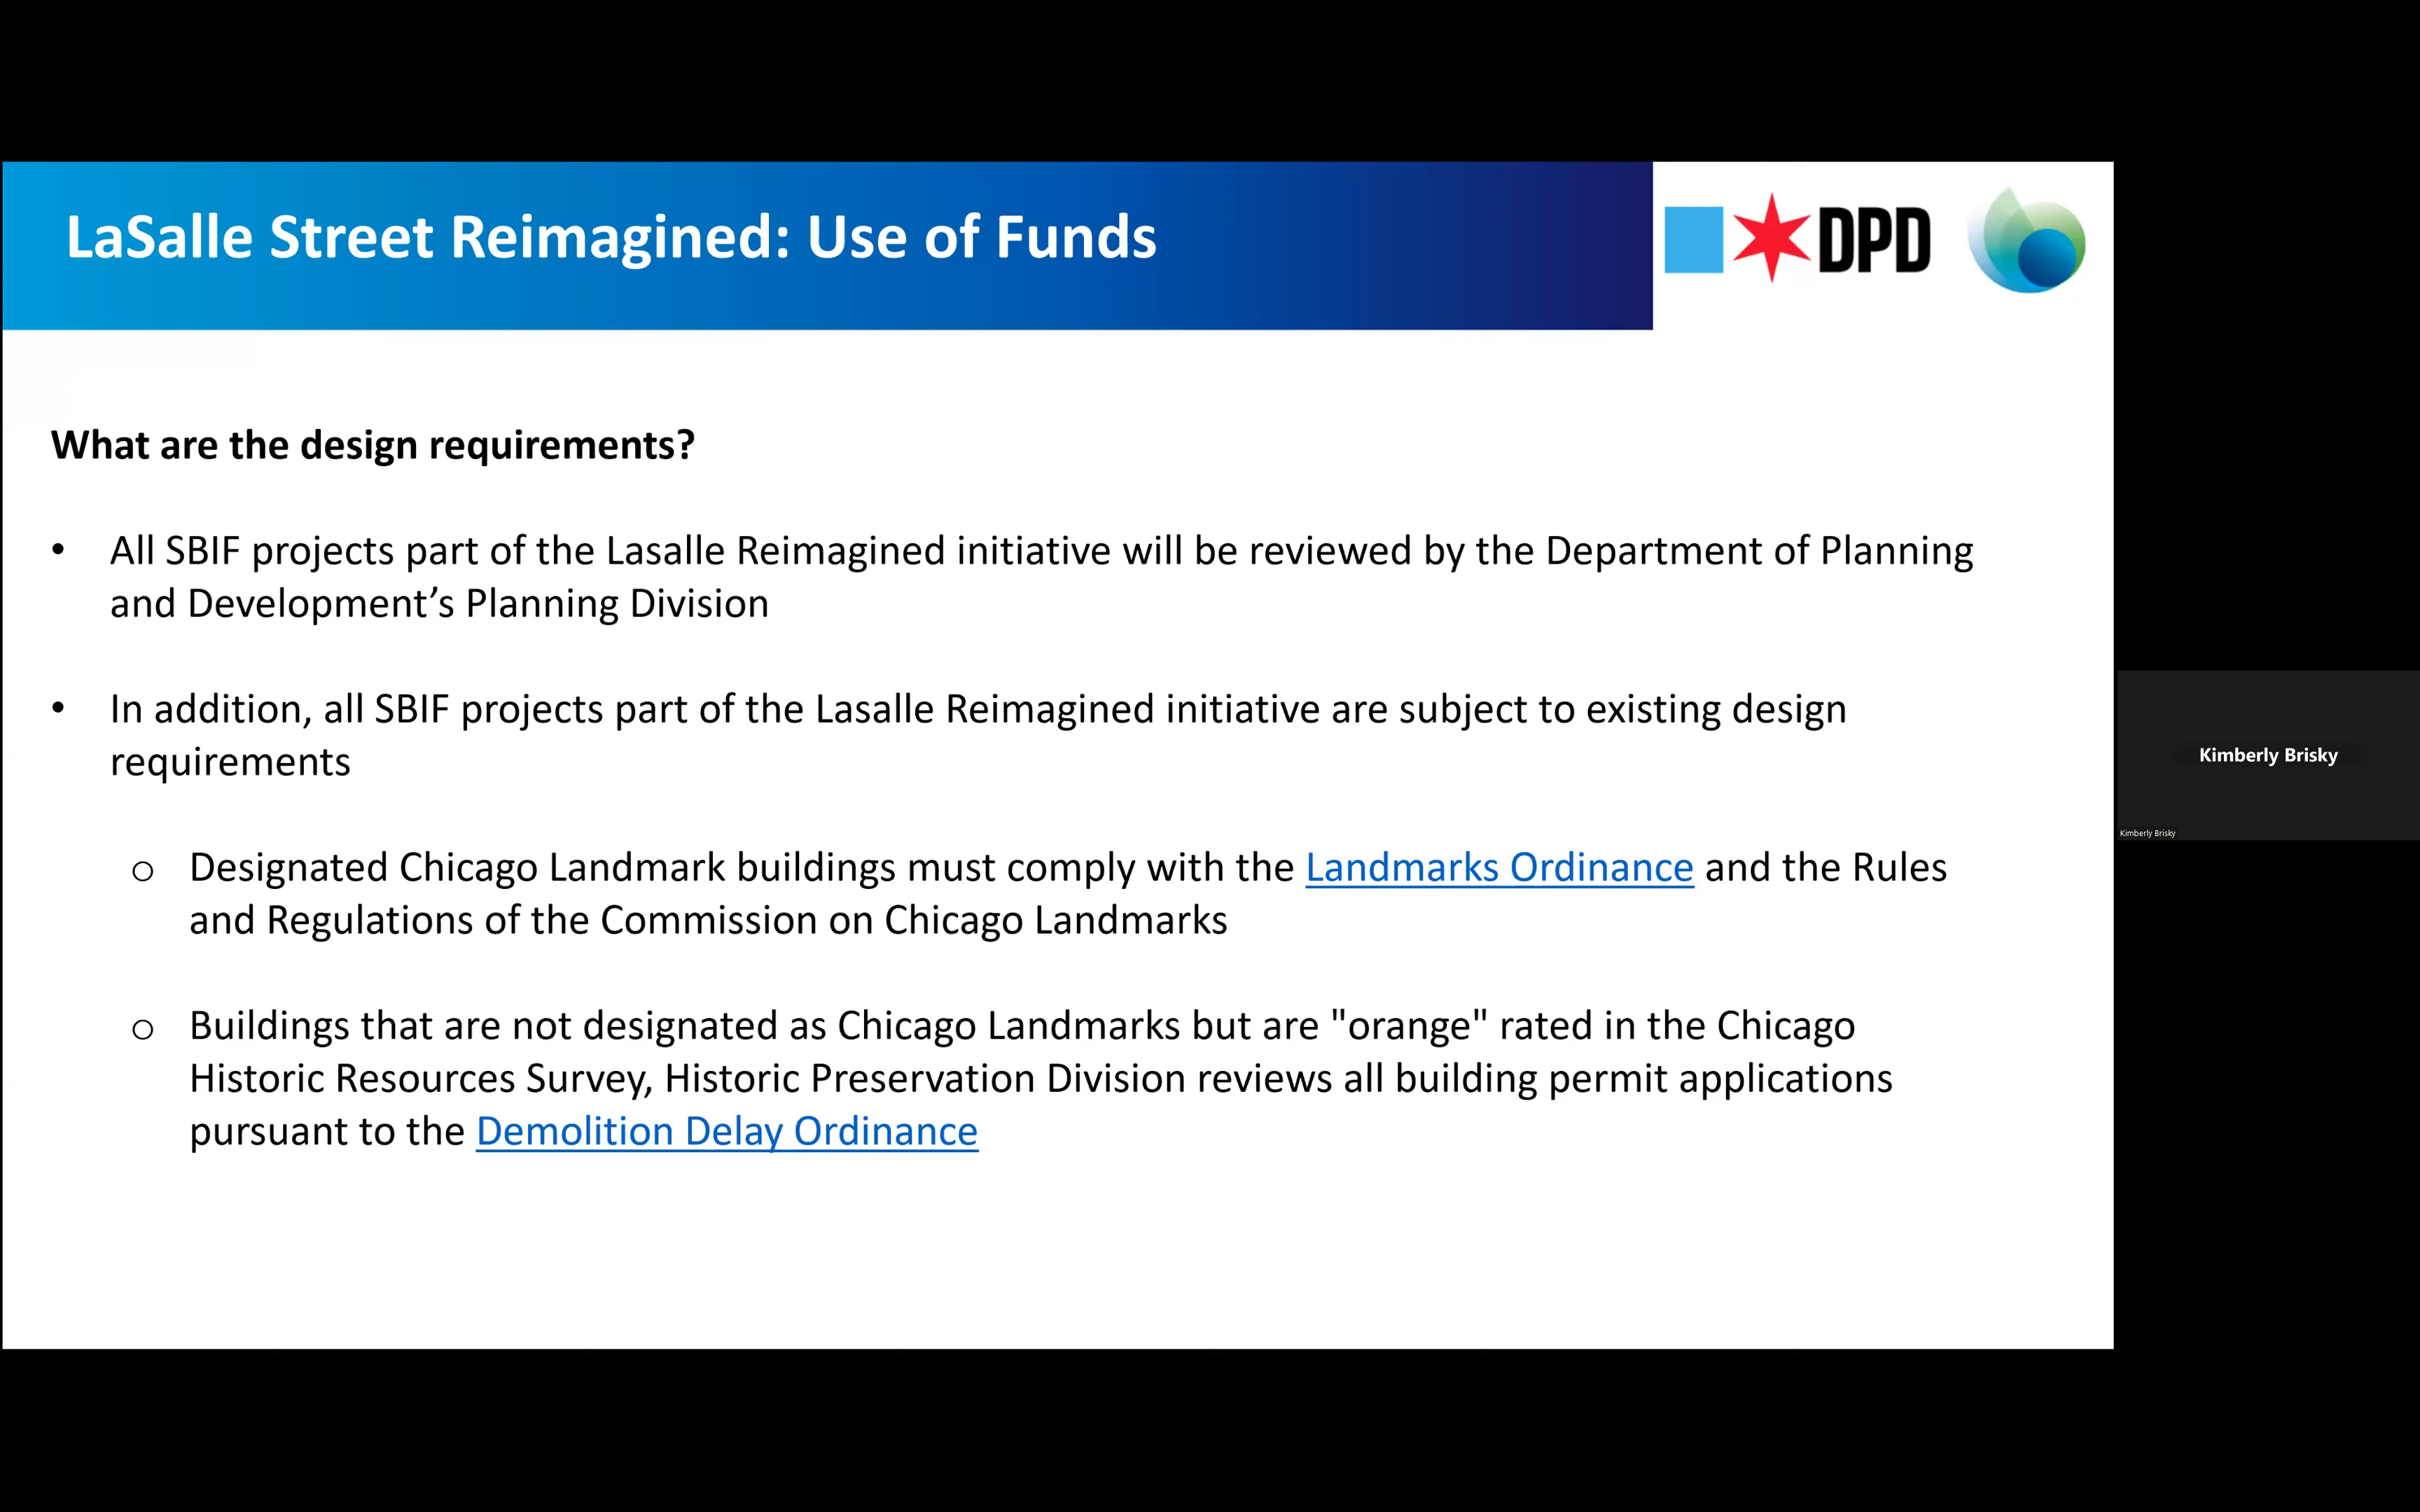 LaSalle Street Reimagined: Use of Funds
DPD
What are the design requirements?
• All SBIF projects part of the Lasalle Reimagined initiative will be reviewed by the Department of Planning
and Development’s Planning Division
• In addition, all SBIF projects part of the Lasalle Reimagined initiative are subject to existing design
requirements
o Designated Chicago Landmark buildings must comply with the Landmarks Ordinance and the Rules
and Regulations of the Commission on Chicago Landmarks
o Buildings that are not designated as Chicago Landmarks but are "orange" rated in the Chicago
Historic Resources Survey, Historic Preservation Division reviews all building permit applications
pursuant to the Demolition Delay Ordinance
Kimberly Brisky
Kimberly Brisky